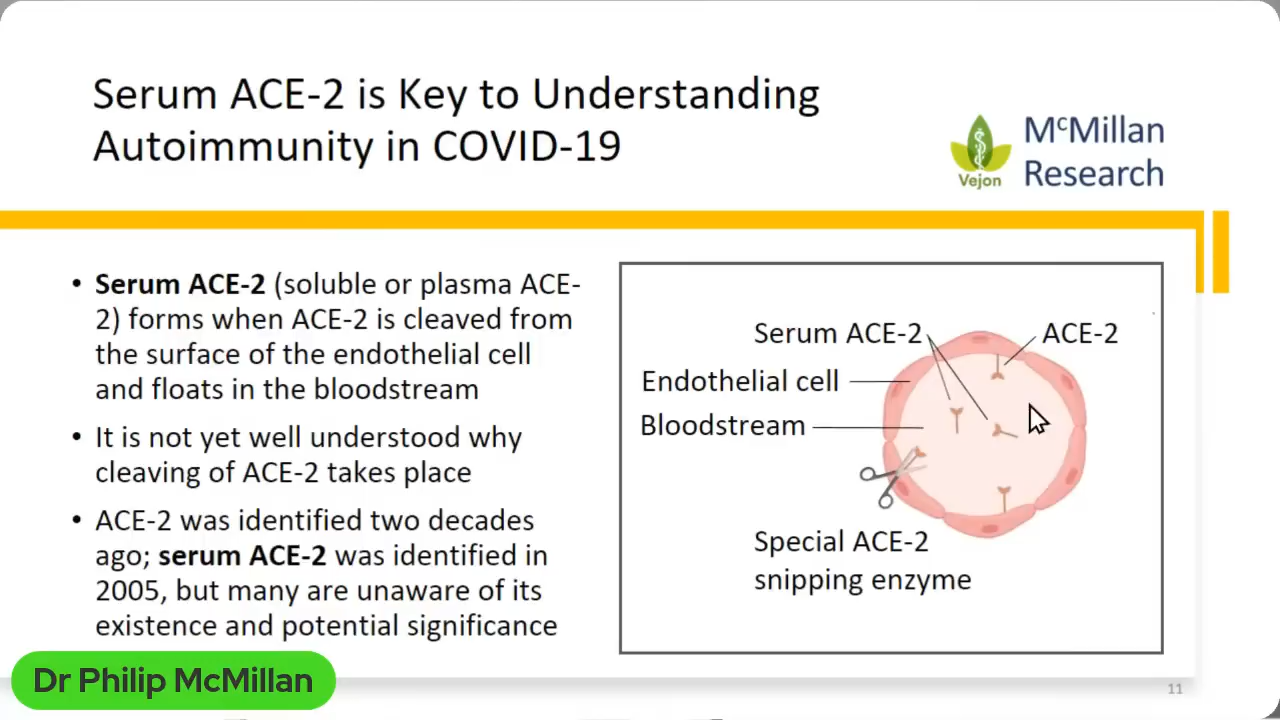 Serum ACE-2 is Key to Understanding
Autoimmunity in COVID-19
Vejon
McMillan
Research
• Serum ACE-2 (soluble or plasma ACE-
2) forms when ACE-2 is cleaved from
the surface of the endothelial cell
and floats in the bloodstream
• It is not yet well understood why
cleaving of ACE-2 takes place
• ACE-2 was identified two decades
ago; serum ACE-2 was identified in
2005, but many are unaware of its
existence and potential significance
Serum ACE-2
ACE-2
Endothelial cell
Bloodstream
Special ACE-2
snipping enzyme
Dr Philip McMillan
11